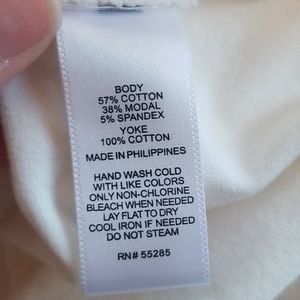 BODY
57% COTTON
38% MODAL
5% SPANDEX
YOKE
100% COTTON
MADE IN PHILIPPINES
HAND WASH COLD
WITH LIKE COLORS
ONLY NON-CHLORINE
BLEACH WHEN NEEDED
LAY FLAT TO DRY
COOL IRON IF NEEDED
DO NOT STEAM
RN# 55285